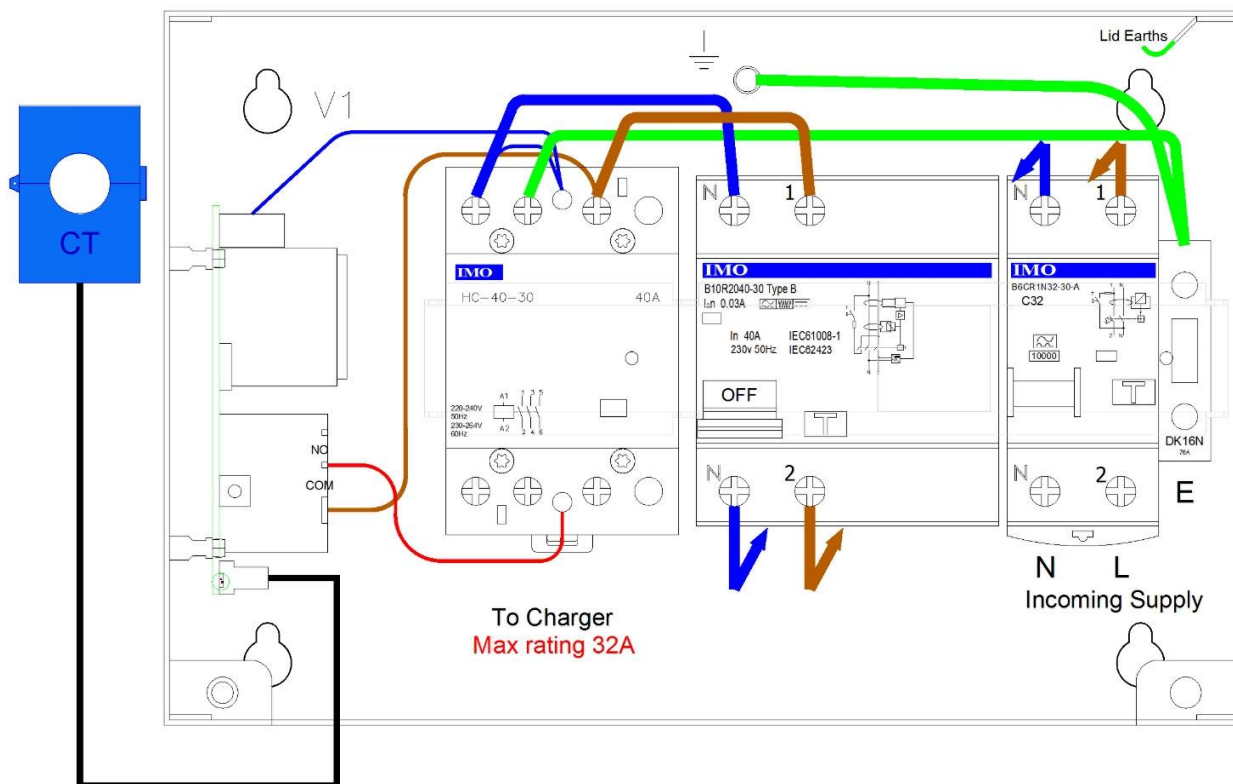 Lid Earths
V1
CT
N 1
N 1
IMO
HC-40-30 40A
IMO
B10R2040-30 Type B
I∆n 0.03A
In 40A IEC61008-1
230v 50Hz IEC62423
OFF
T
IMO
B6CR1N32-30-A
C32
10000
T
220-240V
50Hz
230-264V
60Hz
A1 1 3 5
A2 2 4 6
NO
COM
DK16N
76A
N 2
N 2
E
N L
Incoming Supply
To Charger
Max rating 32A